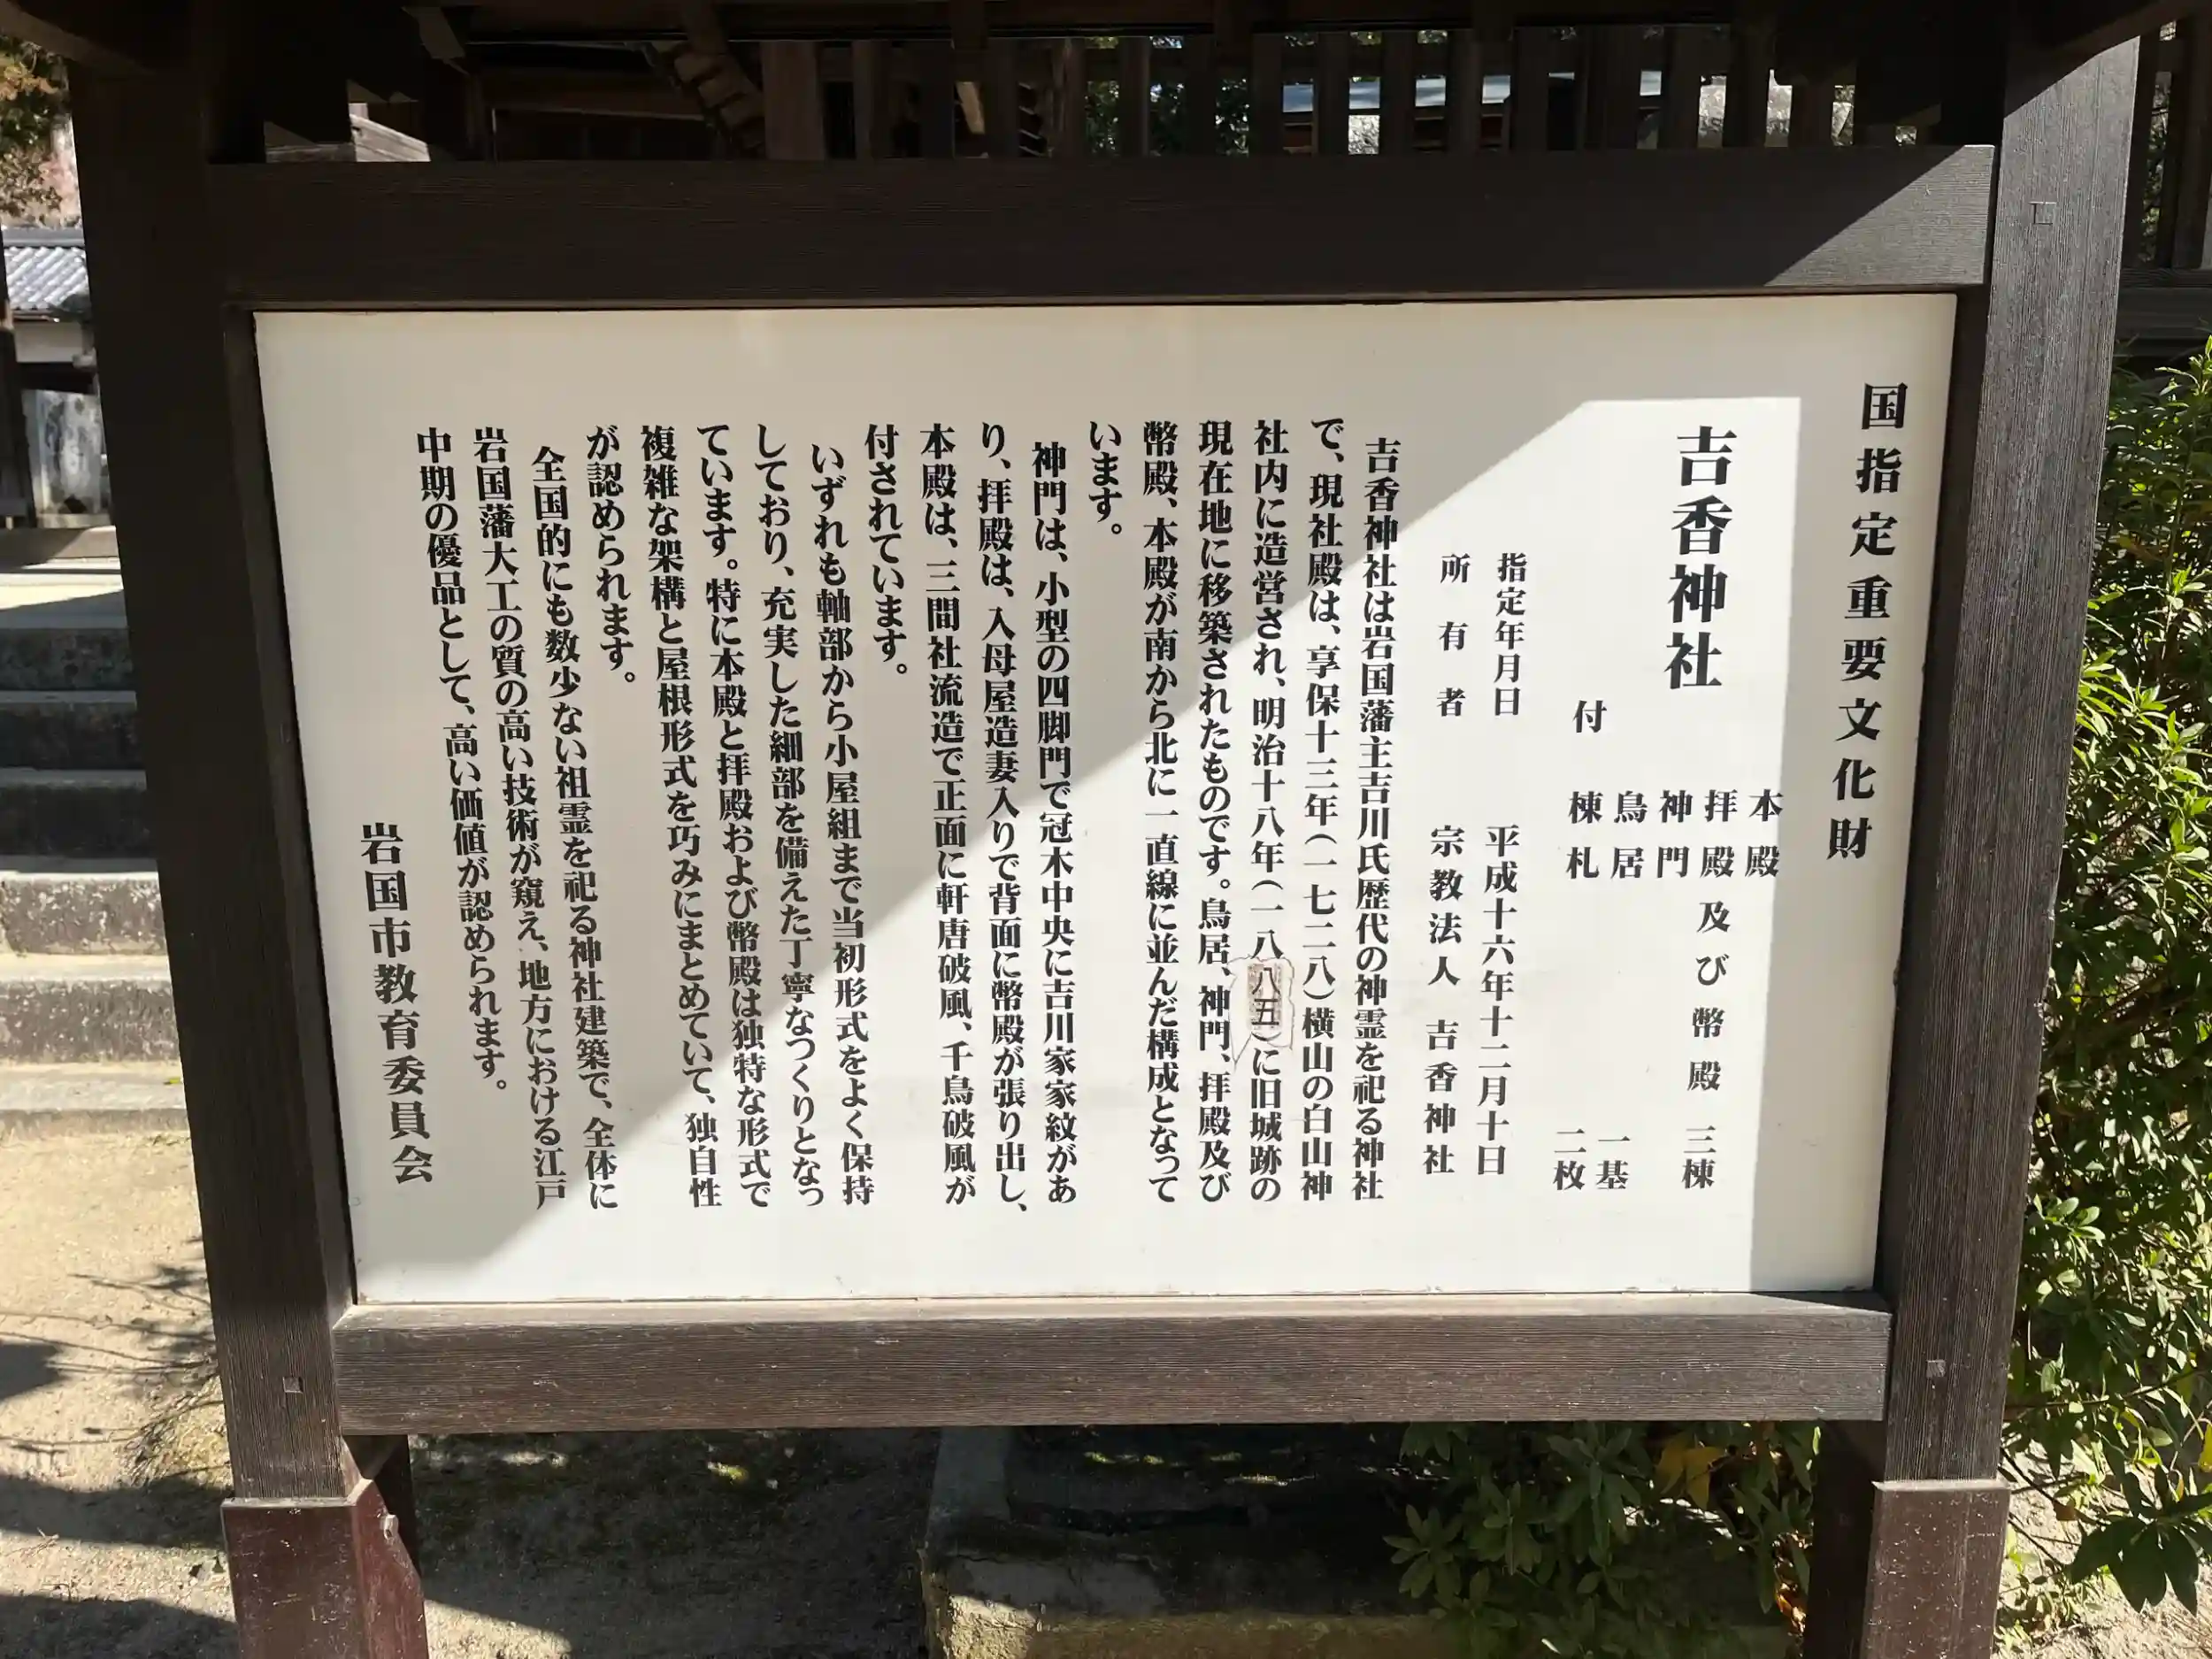 国指定重要文化財
吉香神社
本殿
拝殿及び幣殿 三棟
神門
付 鳥居 一基
棟札 二枚
指定年月日 平成十六年十二月十日
所有者 宗教法人 吉香神社
吉香神社は岩国藩主吉川氏歴代の神霊を祀る神社
で、現社殿は、享保十三年(一七二八)横山の白山神
社内に造営され、明治十八年(一八八五)に旧城跡の
現在地に移築されたものです。鳥居、神門、拝殿及び
幣殿、本殿が南から北に一直線に並んだ構成となって
います。
神門は、小型の四脚門で冠木中央に吉川家家紋があ
り、拝殿は、入母屋造妻入りで背面に幣殿が張り出し、
本殿は、三間社流造で正面に軒唐破風、千鳥破風が
付されています。
いずれも軸部から小屋組まで当初形式をよく保持
しており、充実した細部を備えた丁寧なつくりとなっ
ています。特に本殿と拝殿および幣殿は独特な形式で
複雑な架構と屋根形式を巧みにまとめていて、独自性
が認められます。
全国的にも数少ない祖霊を祀る神社建築で、全体に
岩国藩大工の質の高い技術が窺え、地方における江戸
中期の優品として、高い価値が認められます。
岩国市教育委員会